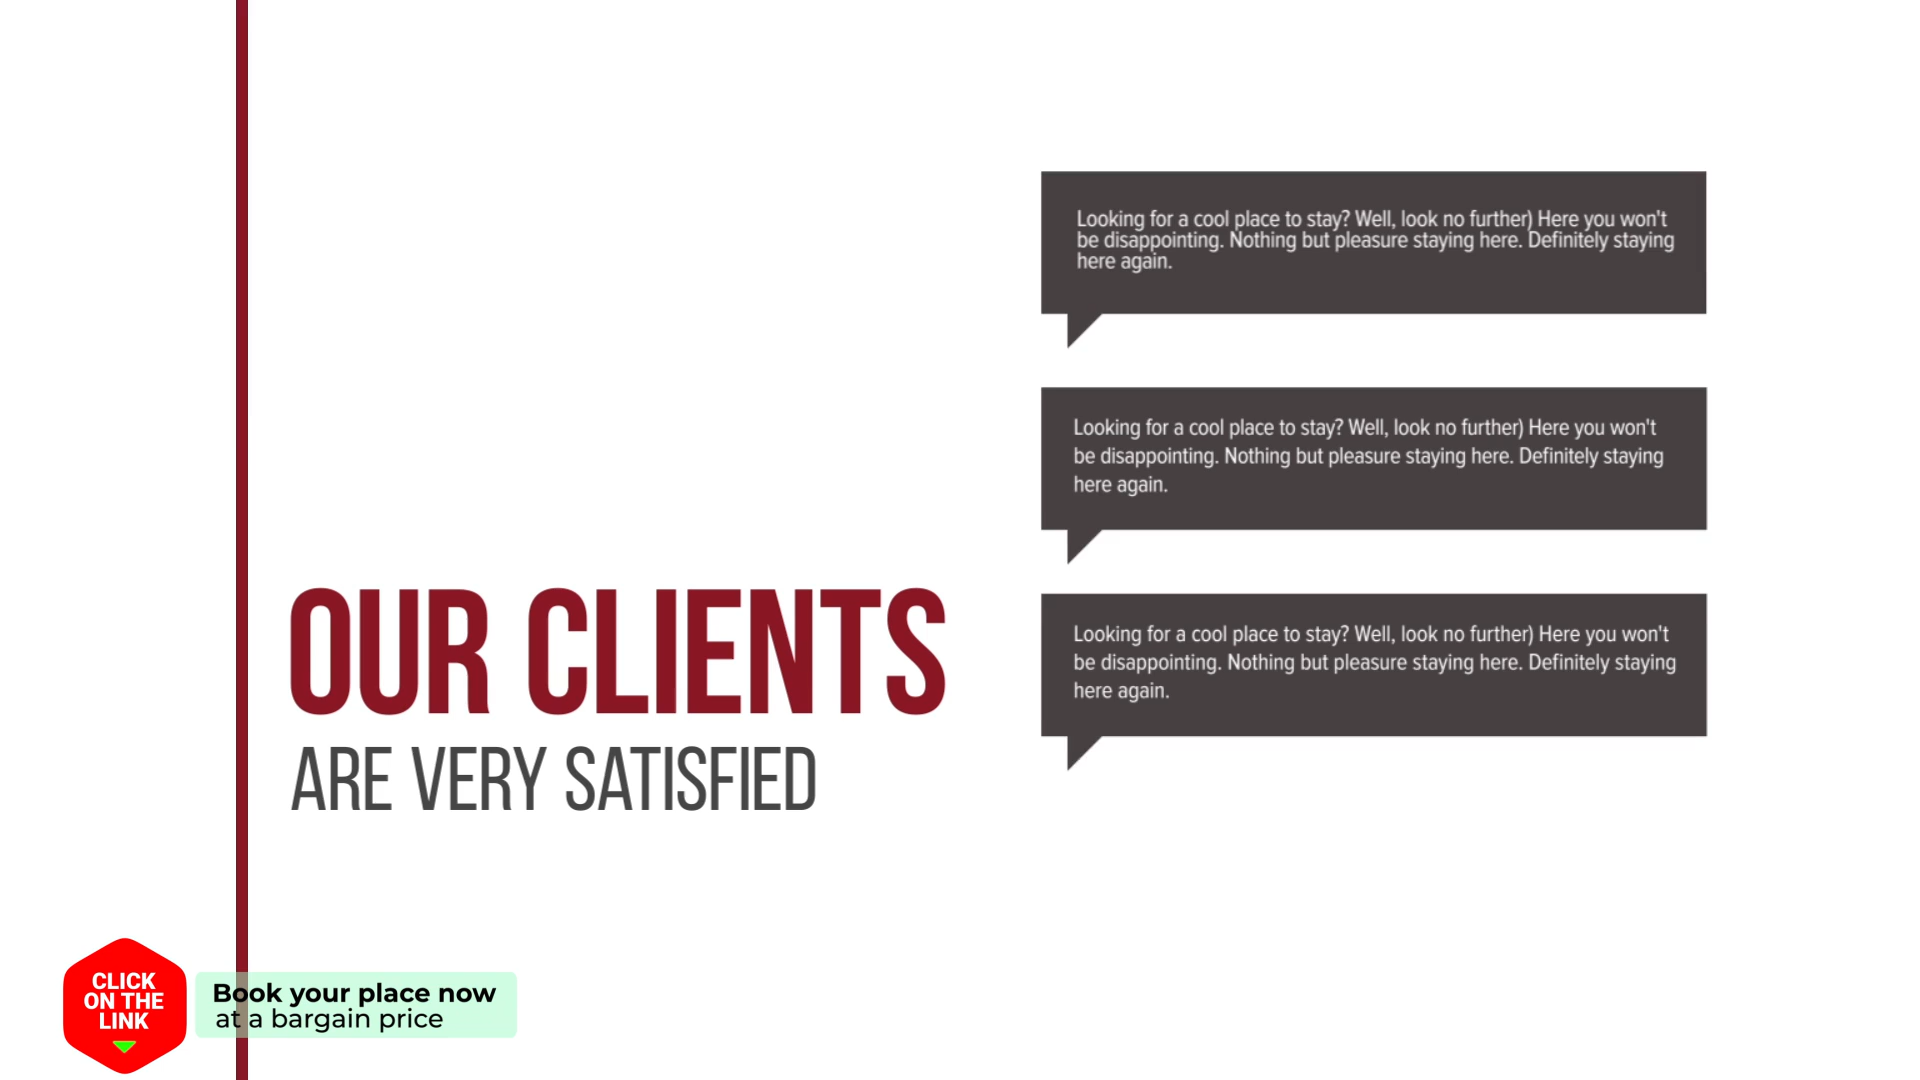 Looking for a cool place to stay? Well, look no further) Here you won't
be disappointing. Nothing but pleasure staying here. Definitely staying
here again.
Looking for a cool place to stay? Well, look no further) Here you won't
be disappointing. Nothing but pleasure staying here. Definitely staying
here again.
Looking for a cool place to stay? Well, look no further) Here you won't
be disappointing. Nothing but pleasure staying here. Definitely staying
here again.
OUR CLIENTS
ARE VERY SATISFIED
CLICK
ON THE
LINK
Book your place now
at a bargain price